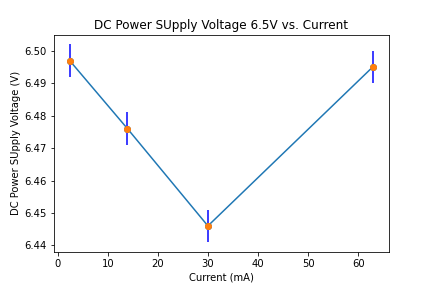 DC Power SUpply Voltage 6.5V vs. Current
DC Power SUpply Voltage (V)
6.50
6.49
6.48
6.47
6.46
6.45
6.44
0 10 20 30 40 50 60
Current (mA)